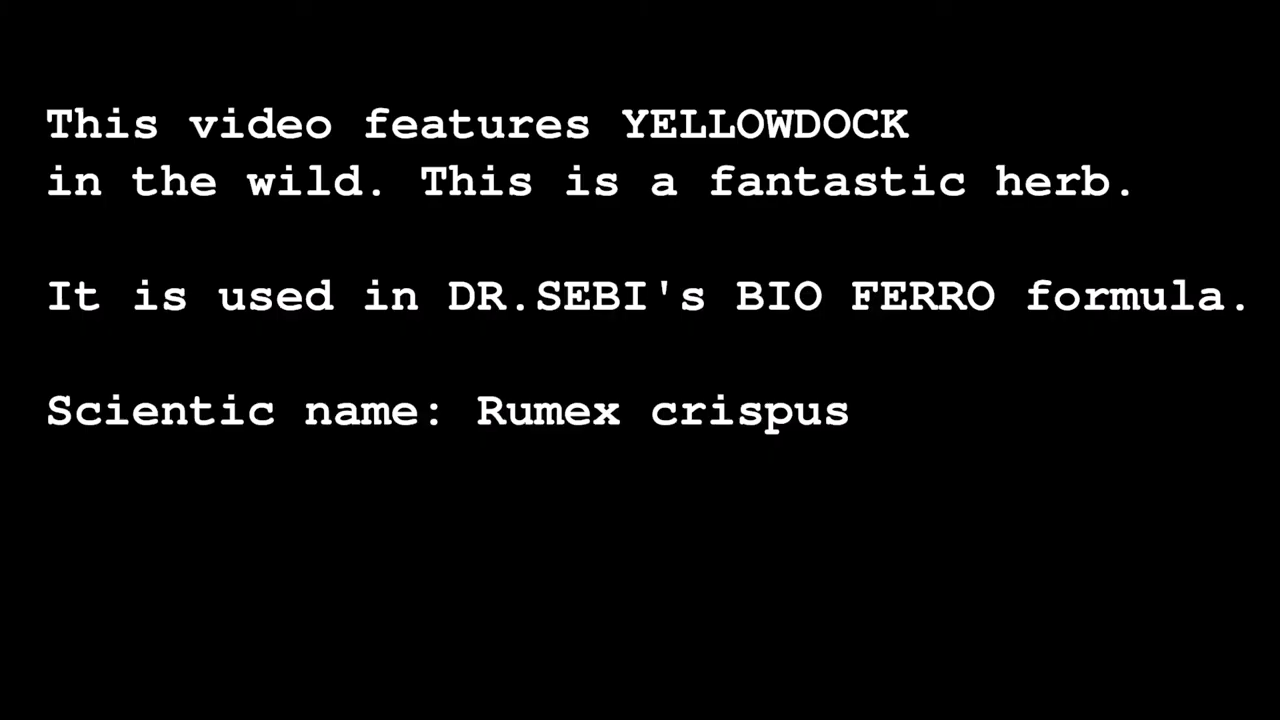 This video features YELLOWDOCK
in the wild. This is a fantastic herb.
It is used in DR.SEBI's BIO FERRO formula.
Scientic name: Rumex crispus